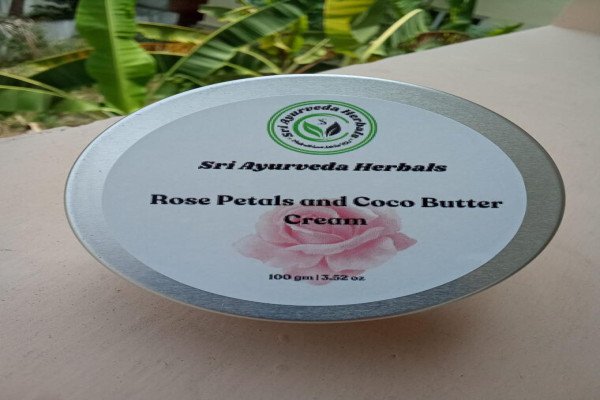 Sri Ayurveda Herbals
Sri Ayurveda Herbals
Rose Petals and Coco Butter
Cream
100 gm | 3.52 oz